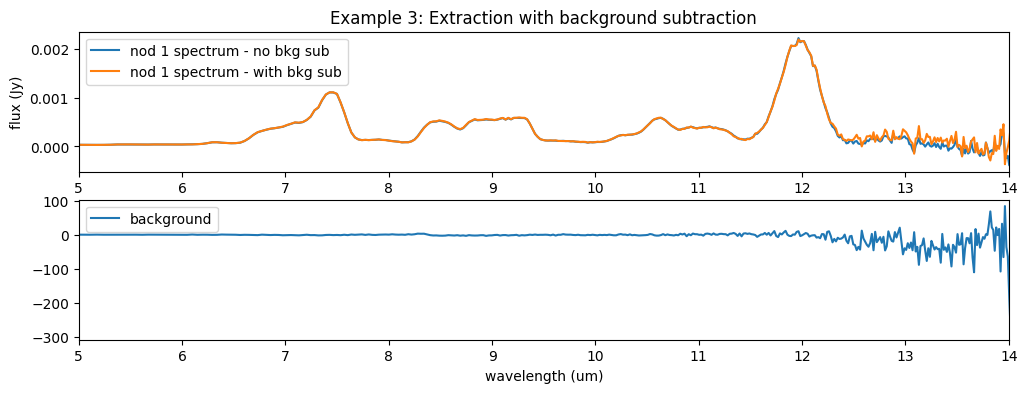 Example 3: Extraction with background subtraction
nod 1 spectrum - no bkg sub
nod 1 spectrum - with bkg sub
flux (Jy)
0.002
0.001
0.000
5 6 7 8 9 10 11 12 13 14
background
100
0
−100
−200
−300
5 6 7 8 9 10 11 12 13 14
wavelength (um)